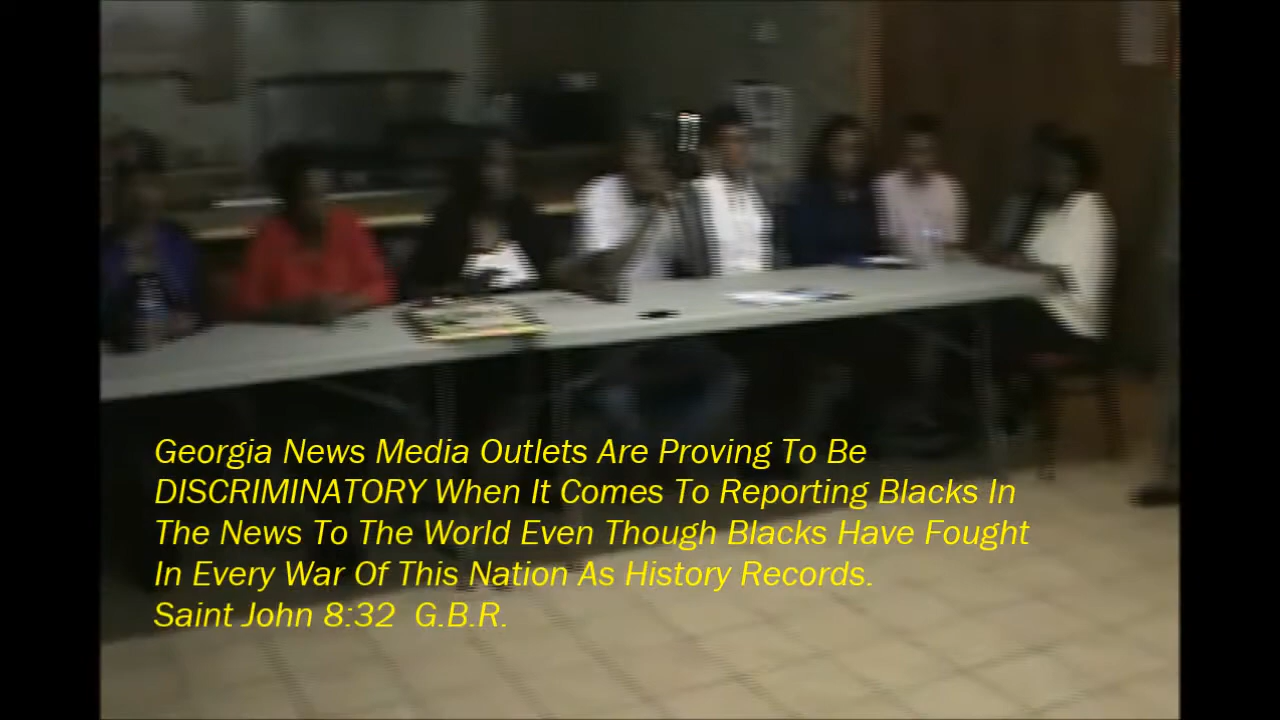 Georgia News Media Outlets Are Proving To Be
DISCRIMINATORY When It Comes To Reporting Blacks In
The News To The World Even Though Blacks Have Fought
In Every War Of This Nation As History Records.
Saint John 8:32 G.B.R.